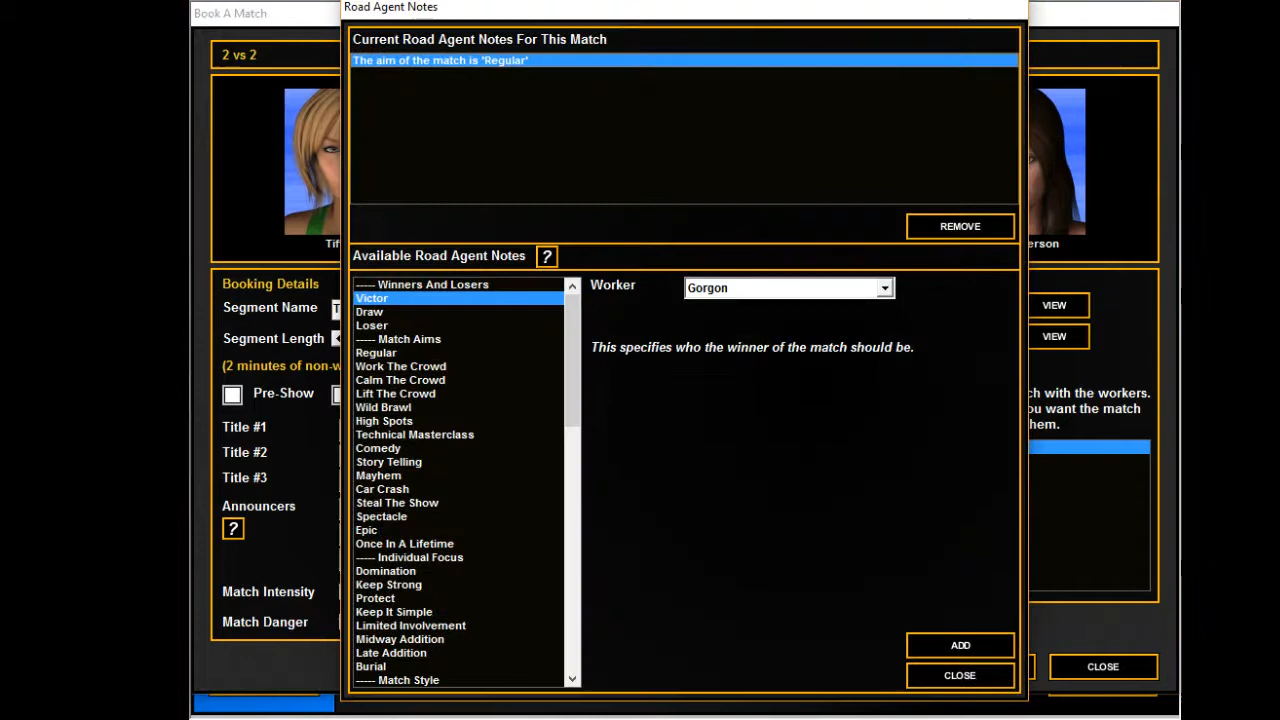 Book A Match
Road Agent Notes
2 vs 2
Current Road Agent Notes For This Match
The aim of the match is 'Regular'
Tif
erson
REMOVE
Available Road Agent Notes ?
Booking Details
Segment Name T
Segment Length
(2 minutes of non-w
Pre-Show
Title #1
Title #2
Title #3
Announcers
?
Match Intensity
Match Danger
----- Winners And Losers
Victor
Draw
Loser
----- Match Aims
Regular
Work The Crowd
Calm The Crowd
Lift The Crowd
Wild Brawl
High Spots
Technical Masterclass
Comedy
Story Telling
Mayhem
Car Crash
Steal The Show
Spectacle
Epic
Once In A Lifetime
----- Individual Focus
Domination
Keep Strong
Protect
Keep It Simple
Limited Involvement
Midway Addition
Late Addition
Burial
----- Match Style
Worker Gorgon
This specifies who the winner of the match should be.
ADD
CLOSE
VIEW
VIEW
ch with the workers.
ou want the match
hem.
CLOSE